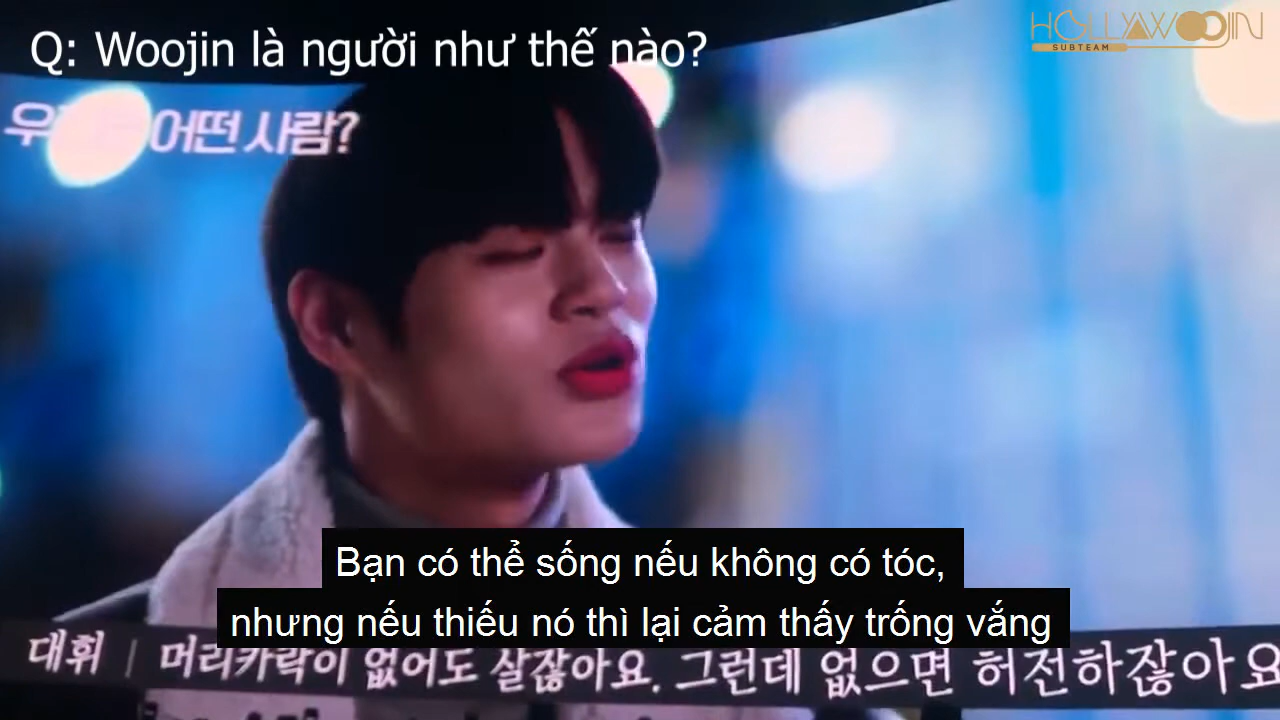 Q: Woojin là người như thế nào?
HOLLYAWOOJIN
SUBTEAM
어떤 사람?
Bạn có thể sống nếu không có tóc,
nhưng nếu thiếu nó thì lại cảm thấy trống vắng
대휘 | 머리카락이 없어도 살잖아요. 그런데 없으면 허전하잖아요